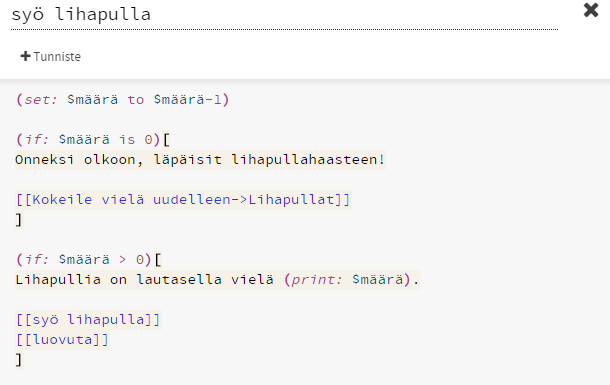 syö lihapulla
+ Tunniste
(set: $määrä to $määrä-1)
(if: $määrä is 0)[
Onneksi olkoon, läpäisit lihapullahaasteen!
[[Kokeile vielä uudelleen->Lihapullat]]
]
(if: $määrä > 0)[
Lihapullia on lautasella vielä (print: $määrä).
[[syö lihapulla]]
[[luovuta]]
]